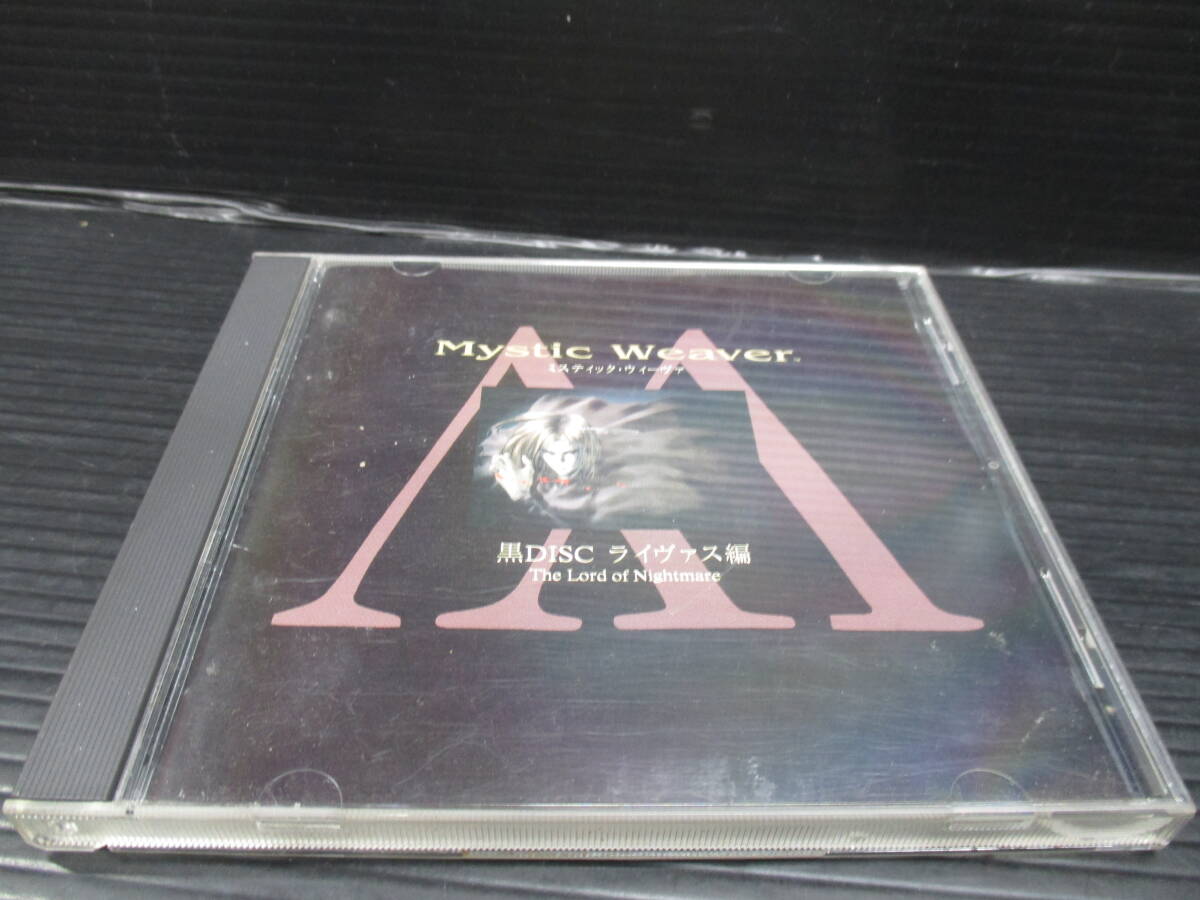 Mystic Weaver™
ミスティック・ウィーヴァ
黒DISC ライヴァス編
The Lord of Nightmare